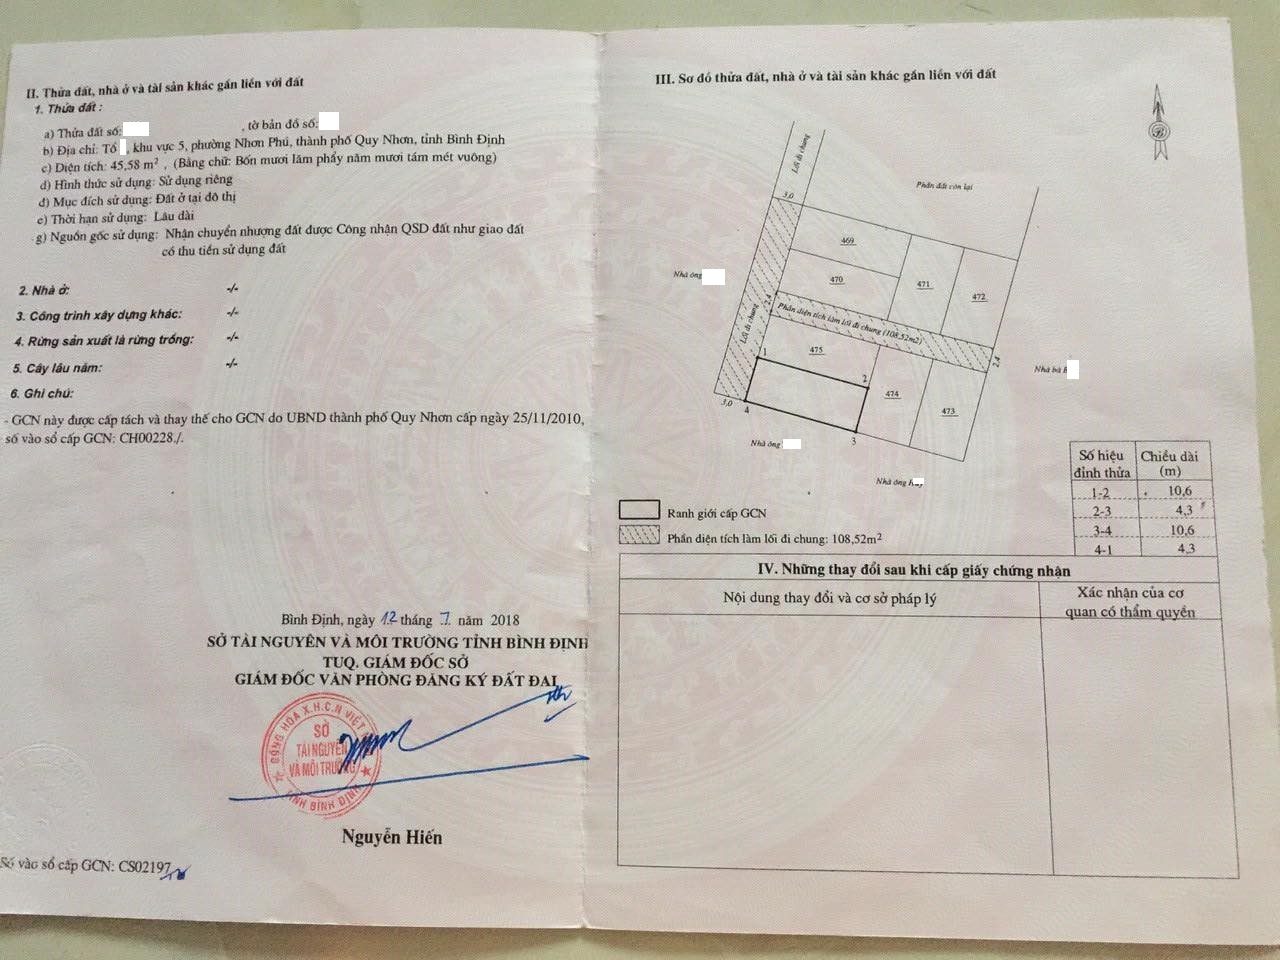 II. Thửa đất, nhà ở và tài sản khác gắn liền với đất
1. Thửa đất :
a) Thửa đất số: , tờ bản đồ số:
b) Địa chỉ: Tổ , khu vực 5, phường Nhơn Phú, thành phố Quy Nhơn, tỉnh Bình Định
c) Diện tích: 45,58 m² , (Bằng chữ: Bốn mươi lăm phẩy năm mươi tám mét vuông)
d) Hình thức sử dụng: Sử dụng riêng
đ) Mục đích sử dụng: Đất ở tại đô thị
e) Thời hạn sử dụng: Lâu dài
g) Nguồn gốc sử dụng: Nhận chuyển nhượng đất được Công nhận QSD đất như giao đất
có thu tiền sử dụng đất
2. Nhà ở: -/-
3. Công trình xây dựng khác: -/-
4. Rừng sản xuất là rừng trồng: -/-
5. Cây lâu năm: -/-
6. Ghi chú:
- GCN này được cấp tách và thay thế cho GCN do UBND thành phố Quy Nhơn cấp ngày 25/11/2010,
số vào sổ cấp GCN: CH00228./.
Bình Định, ngày 12 tháng 7 năm 2018
SỞ TÀI NGUYÊN VÀ MÔI TRƯỜNG TỈNH BÌNH ĐỊNH
TUQ. GIÁM ĐỐC SỞ
GIÁM ĐỐC VĂN PHÒNG ĐĂNG KÝ ĐẤT ĐAI
CỘNG HÒA X.H.C.N VIỆT
SỞ
TÀI NGUYÊN
VÀ MÔI TRƯỜNG
TỈNH BÌNH ĐỊNH
Nguyễn Hiến
Số vào sổ cấp GCN: CS02197
III. Sơ đồ thửa đất, nhà ở và tài sản khác gắn liền với đất
B
Lối đi chung
Phần đất còn lại
3,0
469
470
471
472
Nhà ông
2,4
Phần diện tích làm lối đi chung (108,52m2)
Lối đi chung
475
1
2
2,4
Nhà bà
474
473
3,0
4
3
Nhà ông
Nhà ông
Số hiệu đỉnh thửa Chiều dài (m)
1-2 10,6
2-3 4,3
3-4 10,6
4-1 4,3
Ranh giới cấp GCN
Phần diện tích làm lối đi chung: 108,52m²
IV. Những thay đổi sau khi cấp giấy chứng nhận
Nội dung thay đổi và cơ sở pháp lý
Xác nhận của cơ
quan có thẩm quyền